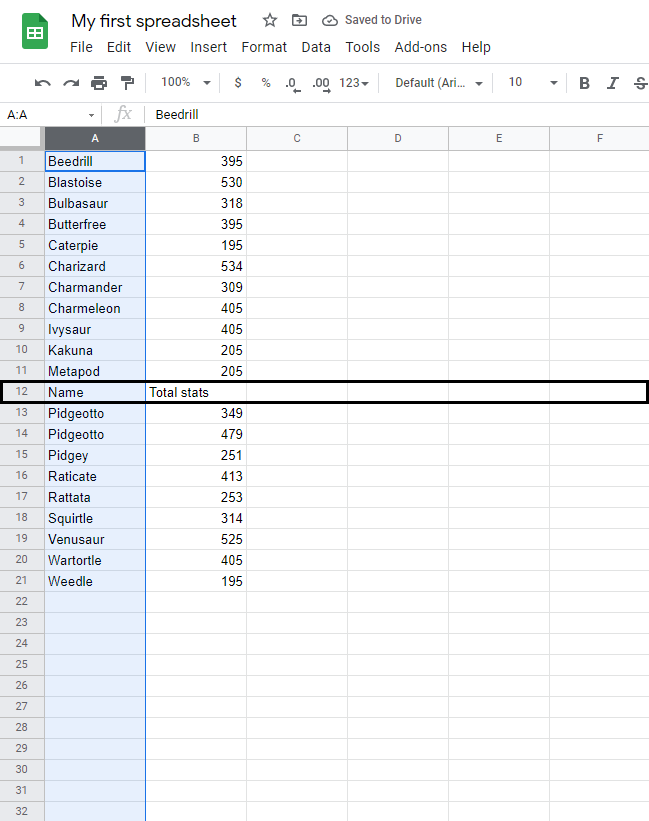 My first spreadsheet Saved to Drive
File Edit View Insert Format Data Tools Add-ons Help
100% $ % .0 .00 123 Default (Ari... 10 B I S
A:A fx Beedrill
A B C D E F
1 Beedrill 395
2 Blastoise 530
3 Bulbasaur 318
4 Butterfree 395
5 Caterpie 195
6 Charizard 534
7 Charmander 309
8 Charmeleon 405
9 Ivysaur 405
10 Kakuna 205
11 Metapod 205
12 Name Total stats
13 Pidgeotto 349
14 Pidgeotto 479
15 Pidgey 251
16 Raticate 413
17 Rattata 253
18 Squirtle 314
19 Venusaur 525
20 Wartortle 405
21 Weedle 195
22
23
24
25
26
27
28
29
30
31
32